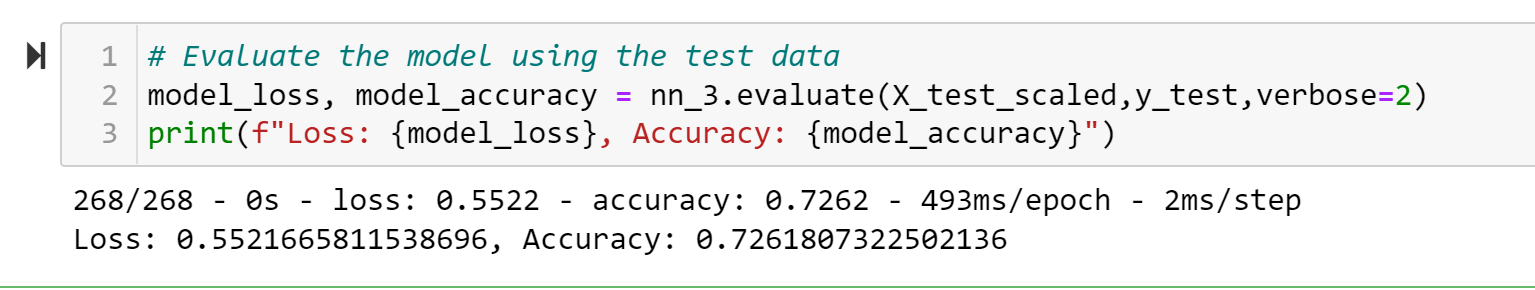 1 # Evaluate the model using the test data
2 model_loss, model_accuracy = nn_3.evaluate(X_test_scaled,y_test,verbose=2)
3 print(f"Loss: {model_loss}, Accuracy: {model_accuracy}")
268/268 - 0s - loss: 0.5522 - accuracy: 0.7262 - 493ms/epoch - 2ms/step
Loss: 0.5521665811538696, Accuracy: 0.7261807322502136